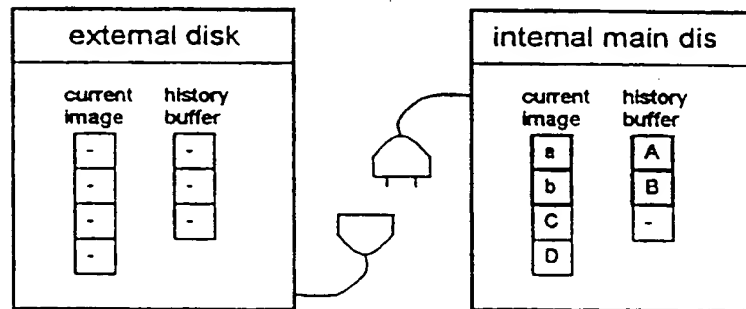 external disk
current history
image buffer
- -
- -
- -
-
internal main dis
current history
image buffer
a A
b B
C -
D